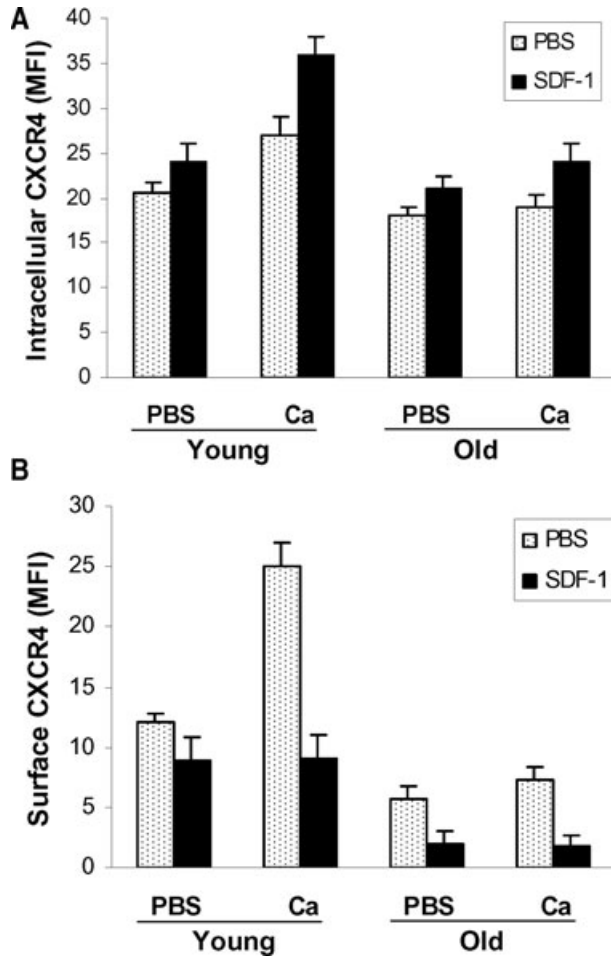 A
Intracellular CXCR4 (MFI)
40
35
30
25
20
15
10
5
0
PBS
SDF-1
PBS Ca PBS Ca
Young Old
B
Surface CXCR4 (MFI)
30
25
20
15
10
5
0
PBS
SDF-1
PBS Ca PBS Ca
Young Old